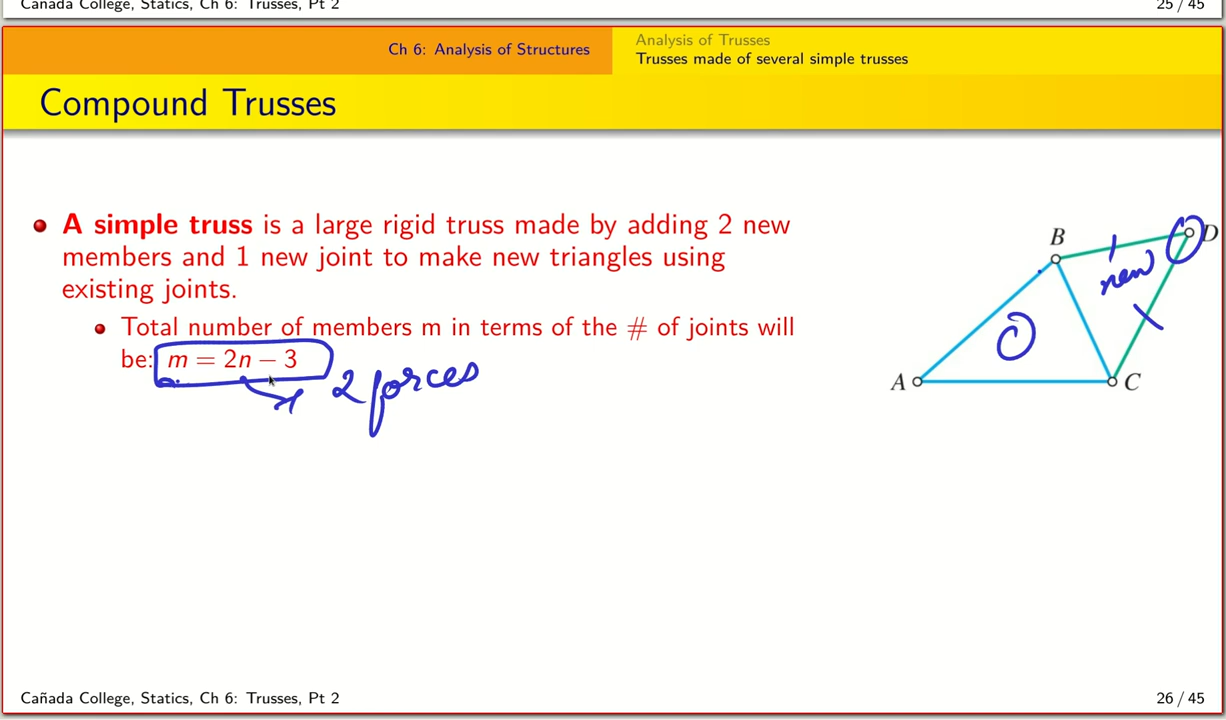 Cañada College, Statics, Ch 6: Trusses, Pt 2
25 / 45
Ch 6: Analysis of Structures
Analysis of Trusses
Trusses made of several simple trusses
Compound Trusses
A simple truss is a large rigid truss made by adding 2 new
members and 1 new joint to make new triangles using
existing joints.
Total number of members m in terms of the # of joints will
be: m = 2n − 3
2 forces
B
D
new
A
C
Cañada College, Statics, Ch 6: Trusses, Pt 2
26 / 45